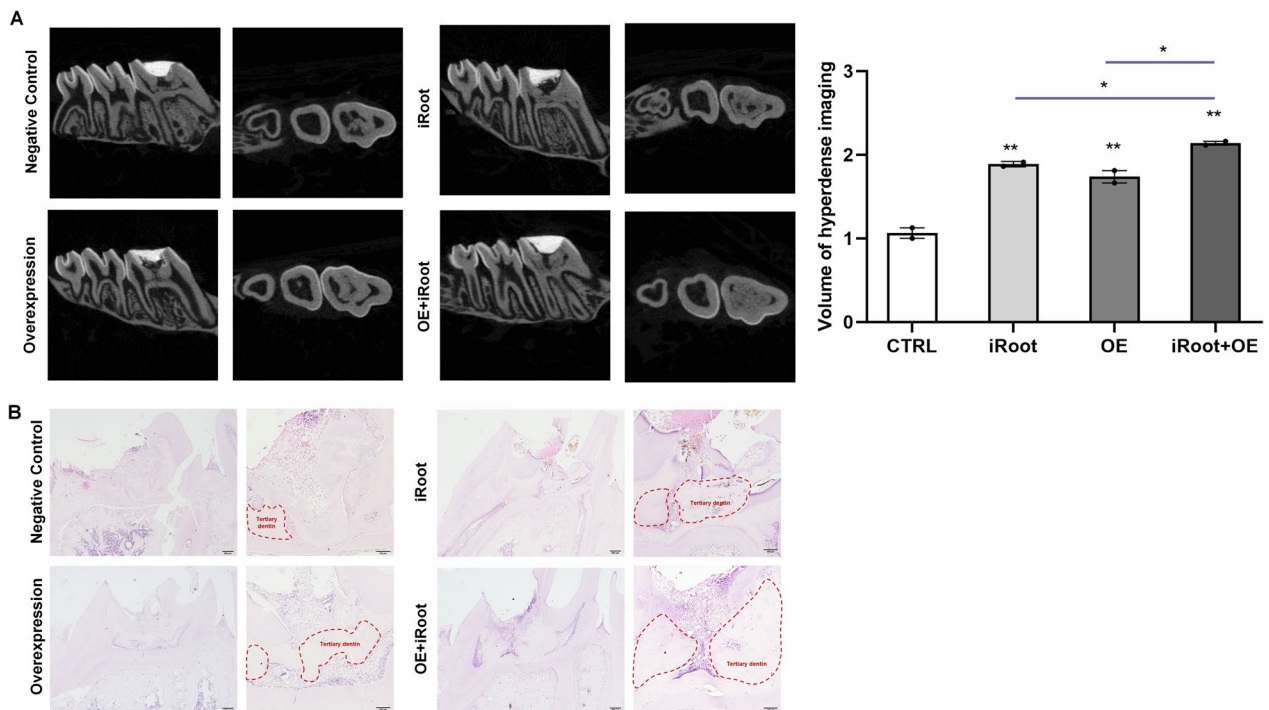 A
Negative Control
iRoot
Overexpression
OE+iRoot
Volume of hyperdense imaging
3
2
1
0
**
**
**
*
*
CTRL
iRoot
OE
iRoot+OE
B
Negative Control
Tertiary
dentin
iRoot
Tertiary dentin
Overexpression
Tertiary dentin
OE+iRoot
Tertiary dentin